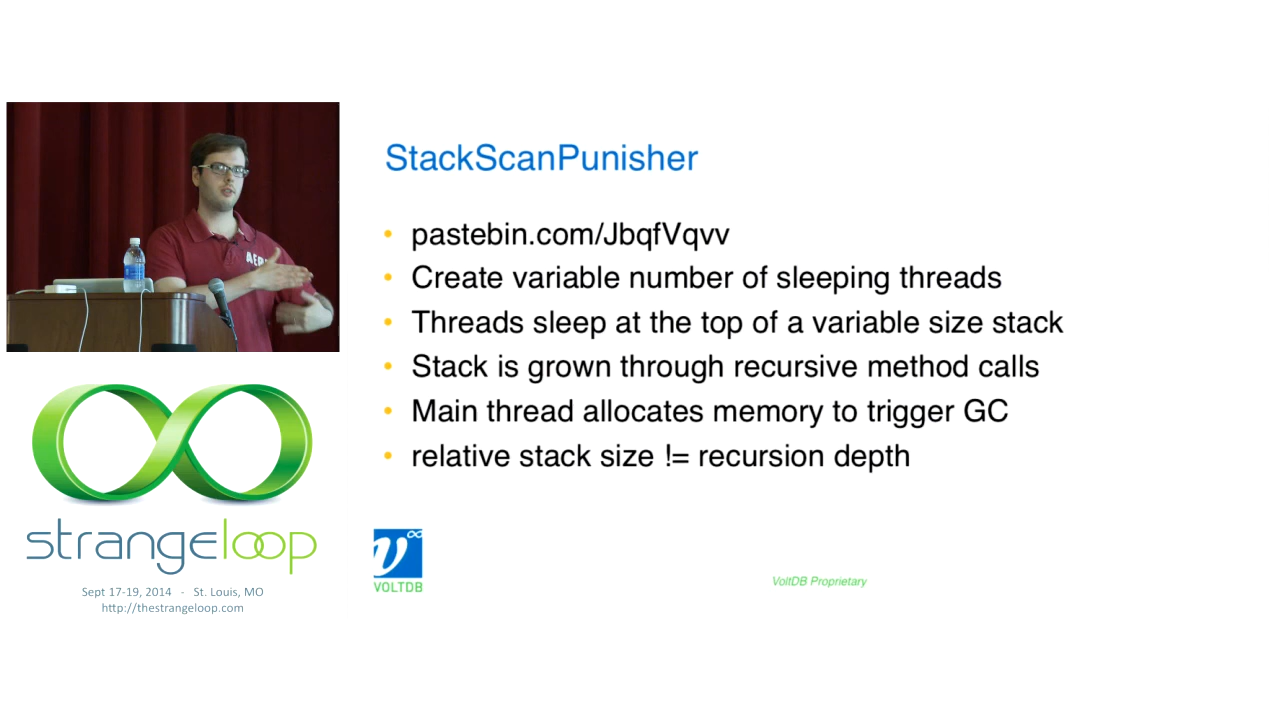 StackScanPunisher
pastebin.com/JbqfVqvv
Create variable number of sleeping threads
Threads sleep at the top of a variable size stack
Stack is grown through recursive method calls
Main thread allocates memory to trigger GC
relative stack size != recursion depth
VOLTDB
VoltDB Proprietary
strangeloop
Sept 17-19, 2014 - St. Louis, MO
http://thestrangeloop.com